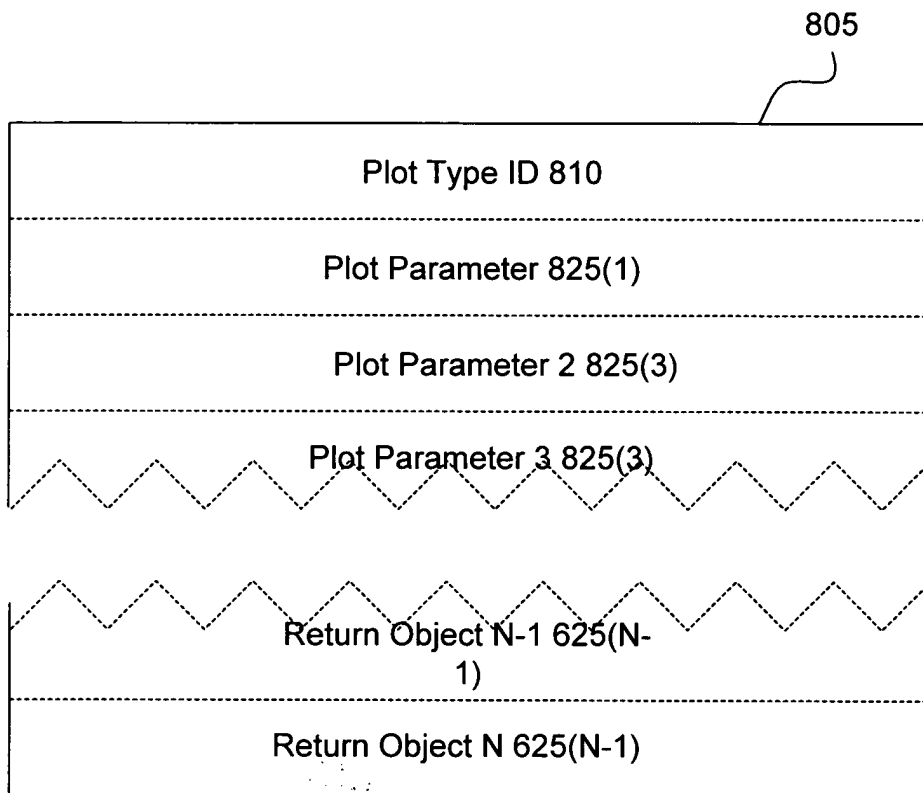 805
Plot Type ID 810
Plot Parameter 825(1)
Plot Parameter 2 825(3)
Plot Parameter 3 825(3)
Return Object N-1 625(N-
1)
Return Object N 625(N-1)